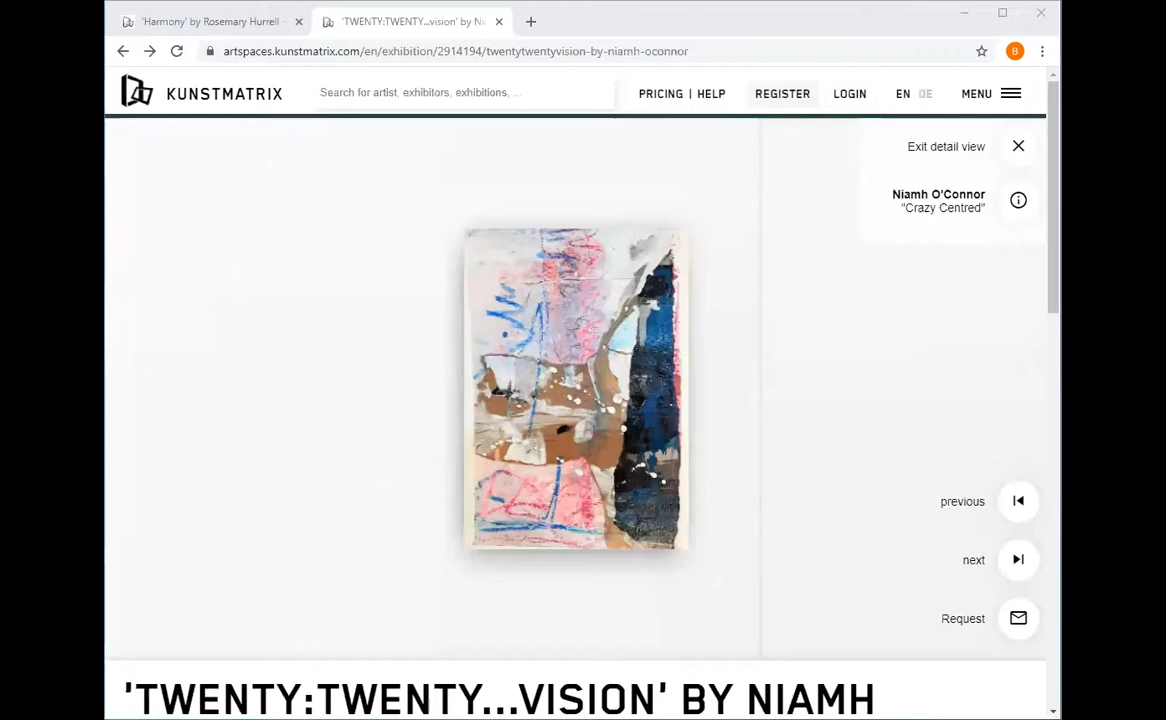 'Harmony' by Rosemary Hurrell
'TWENTY:TWENTY...vision' by Ni
artspaces.kunstmatrix.com/en/exhibition/2914194/twentytwentyvision-by-niamh-oconnor
B
KUNSTMATRIX
Search for artist, exhibitors, exhibitions, ...
PRICING | HELP
REGISTER
LOGIN
EN DE
MENU
Exit detail view
Niamh O'Connor
"Crazy Centred"
previous
next
Request
'TWENTY:TWENTY...VISION' BY NIAMH